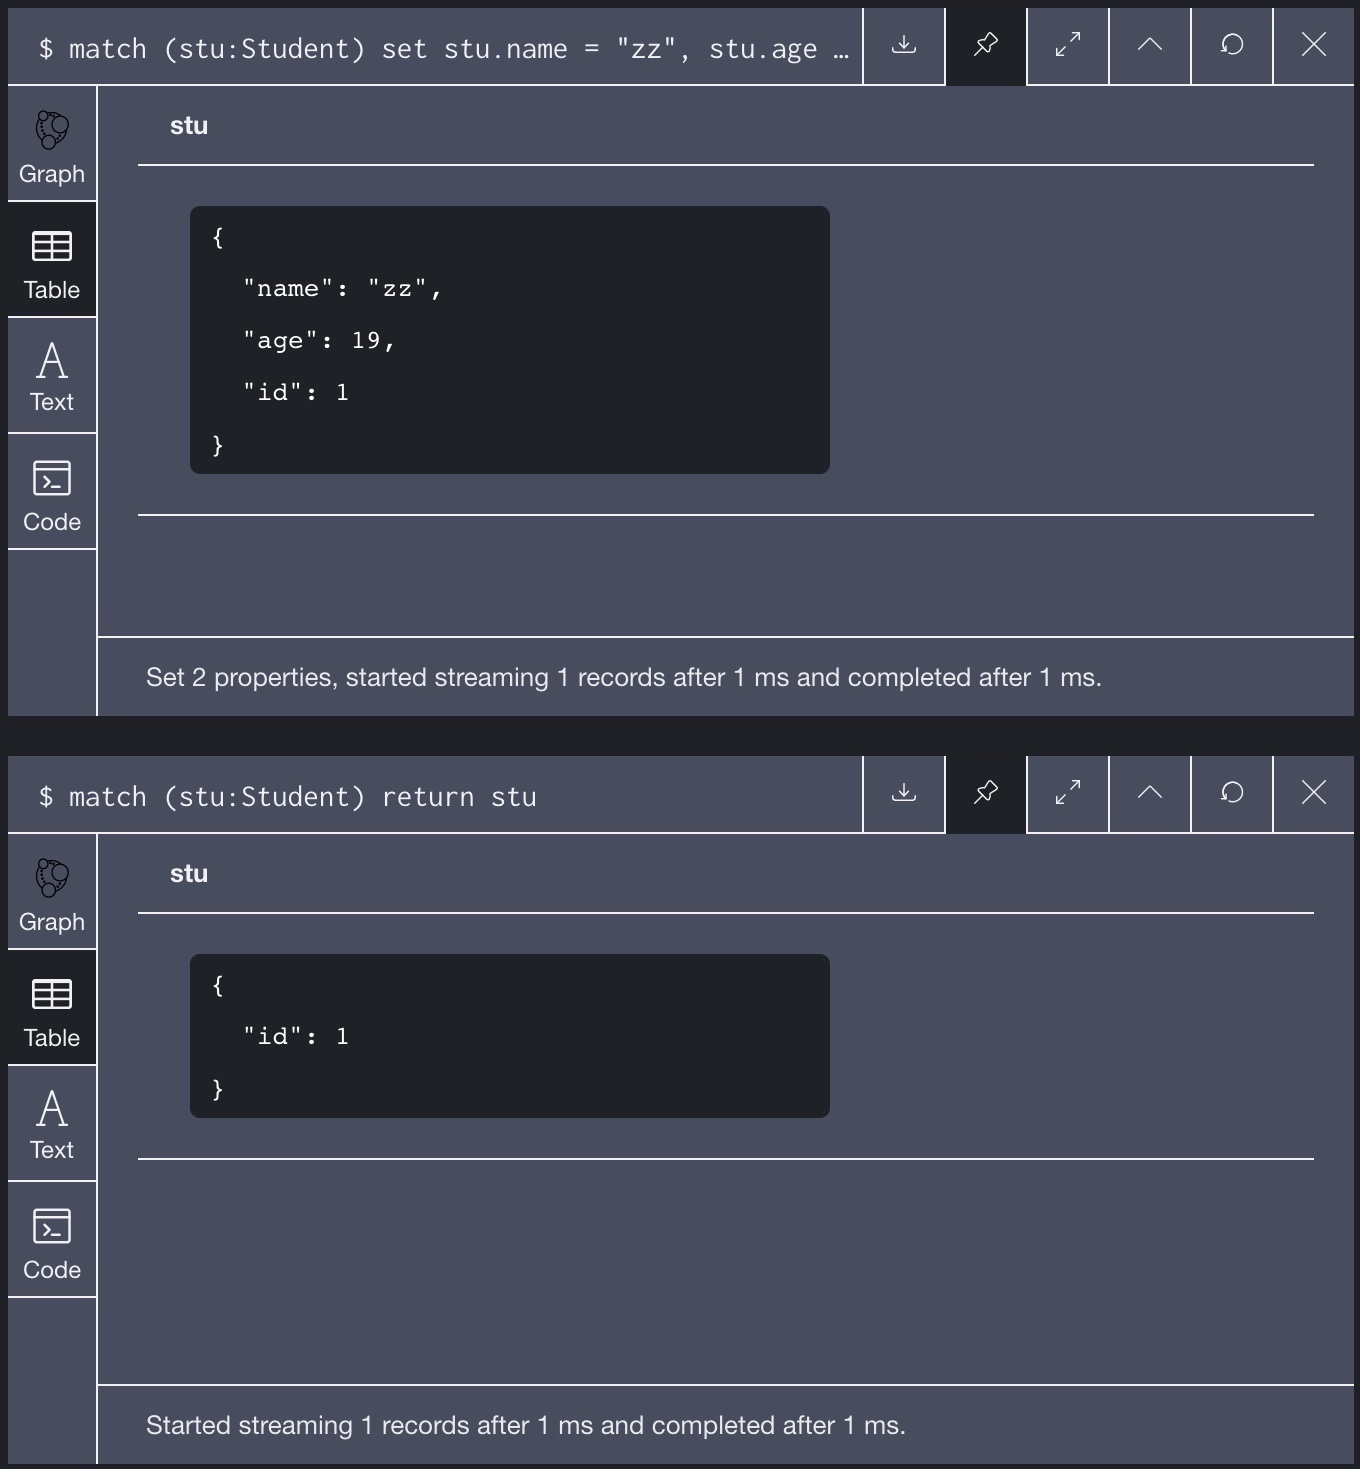 $ match (stu:Student) set stu.name = "zz", stu.age …
Graph
Table
Text
Code
stu
{
"name": "zz",
"age": 19,
"id": 1
}
Set 2 properties, started streaming 1 records after 1 ms and completed after 1 ms.
$ match (stu:Student) return stu
Graph
Table
Text
Code
stu
{
"id": 1
}
Started streaming 1 records after 1 ms and completed after 1 ms.